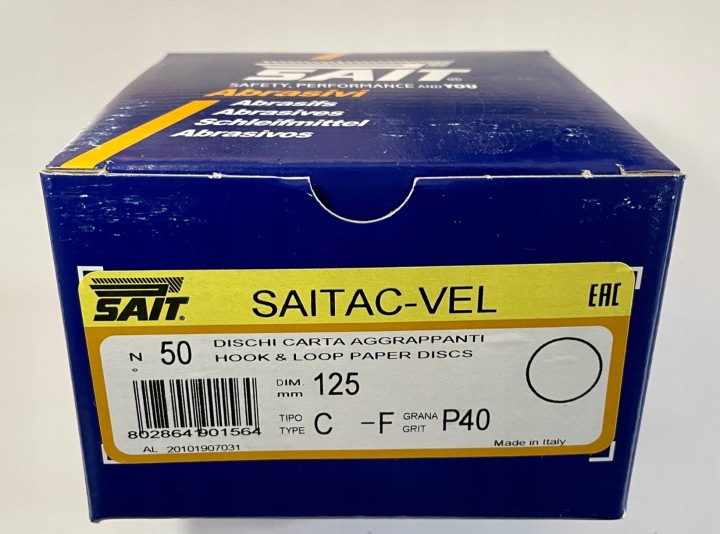 SAIT®
SAFETY, PERFORMANCE AND YOU
Abrasivi
Abrasifs
Abrasives
Schleifmittel
Abrasivos
SAIT®
SAITAC-VEL
EAC
N° 50
DISCHI CARTA AGGRAPPANTI
HOOK & LOOP PAPER DISCS
DIM. mm 125
8028641901564
TIPO TYPE C -F GRANA GRIT P40
AL 20101907031
Made in Italy